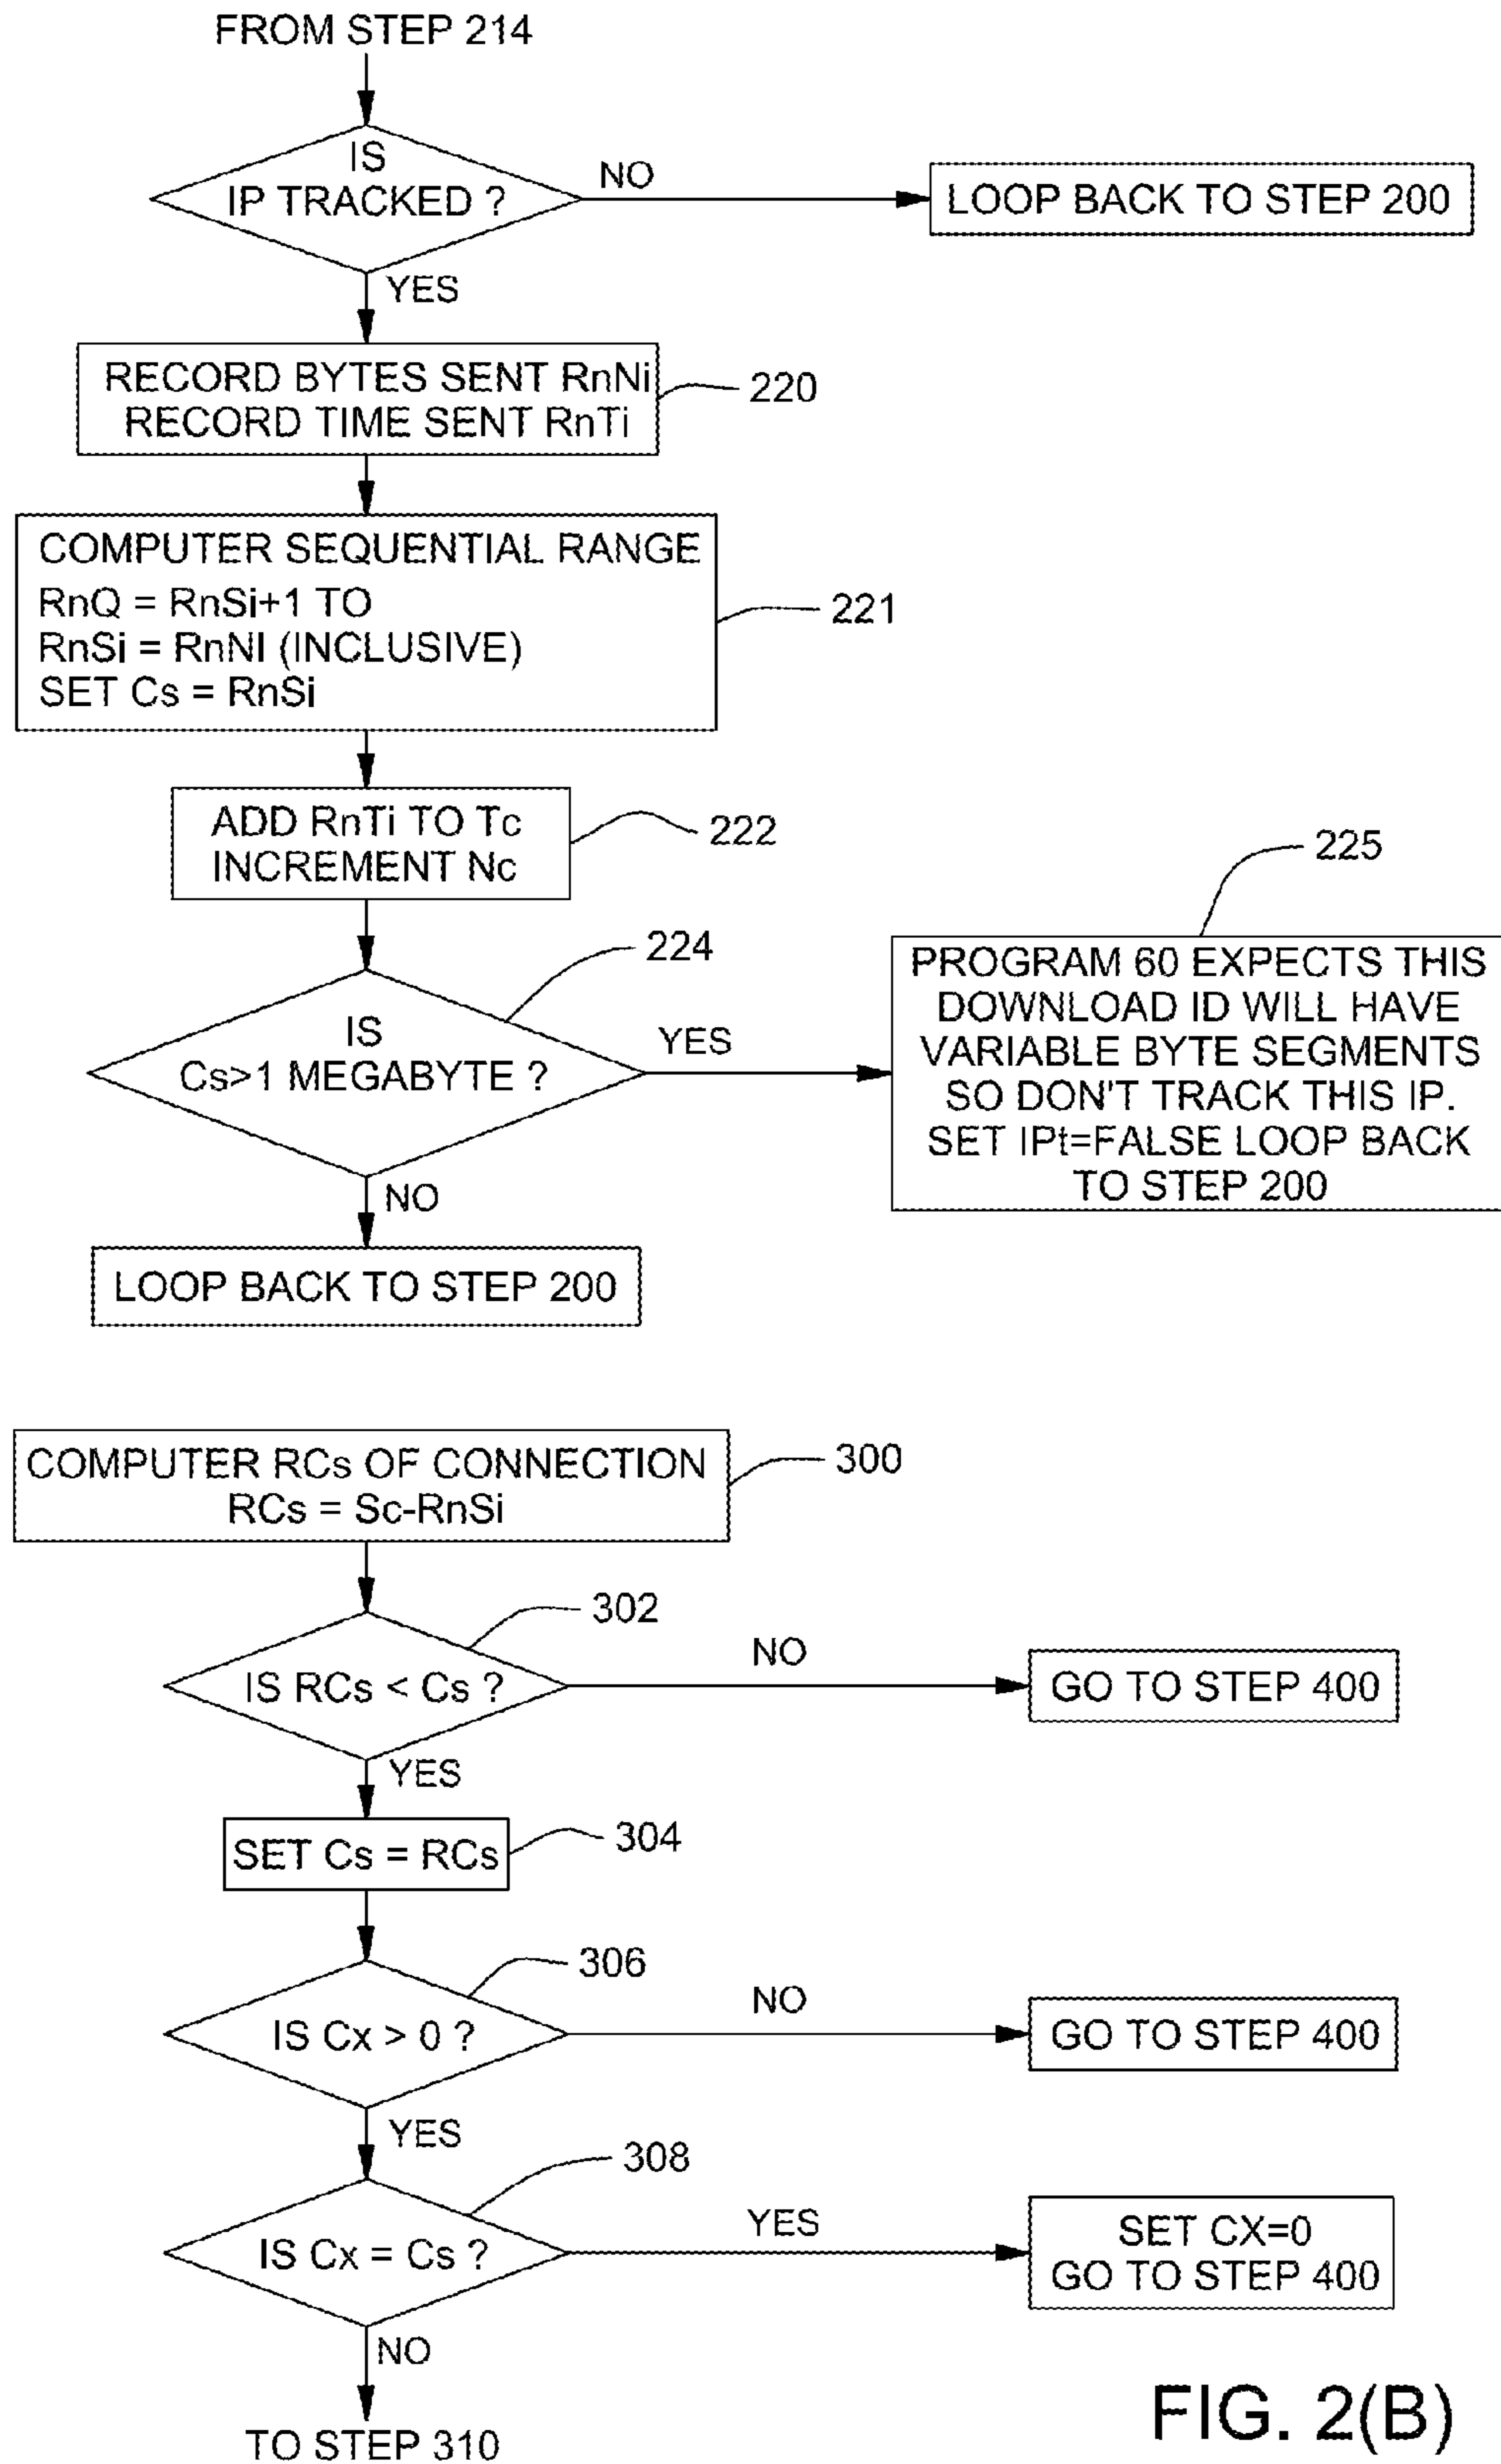 FROM STEP 214
IS
IP TRACKED ?
NO
LOOP BACK TO STEP 200
YES
RECORD BYTES SENT RnNi
RECORD TIME SENT RnTi
220
COMPUTER SEQUENTIAL RANGE
RnQ = RnSi+1 TO
RnSi = RnNI (INCLUSIVE)
SET Cs = RnSi
221
ADD RnTi TO Tc
INCREMENT Nc
222
224
IS
Cs>1 MEGABYTE ?
YES
225
PROGRAM 60 EXPECTS THIS
DOWNLOAD ID WILL HAVE
VARIABLE BYTE SEGMENTS
SO DON'T TRACK THIS IP.
SET IPt=FALSE LOOP BACK
TO STEP 200
NO
LOOP BACK TO STEP 200
COMPUTER RCs OF CONNECTION
RCs = Sc-RnSi
300
302
IS RCs < Cs ?
NO
GO TO STEP 400
YES
SET Cs = RCs
304
306
IS Cx > 0 ?
NO
GO TO STEP 400
YES
308
IS Cx = Cs ?
YES
SET CX=0
GO TO STEP 400
NO
TO STEP 310
FIG. 2(B)